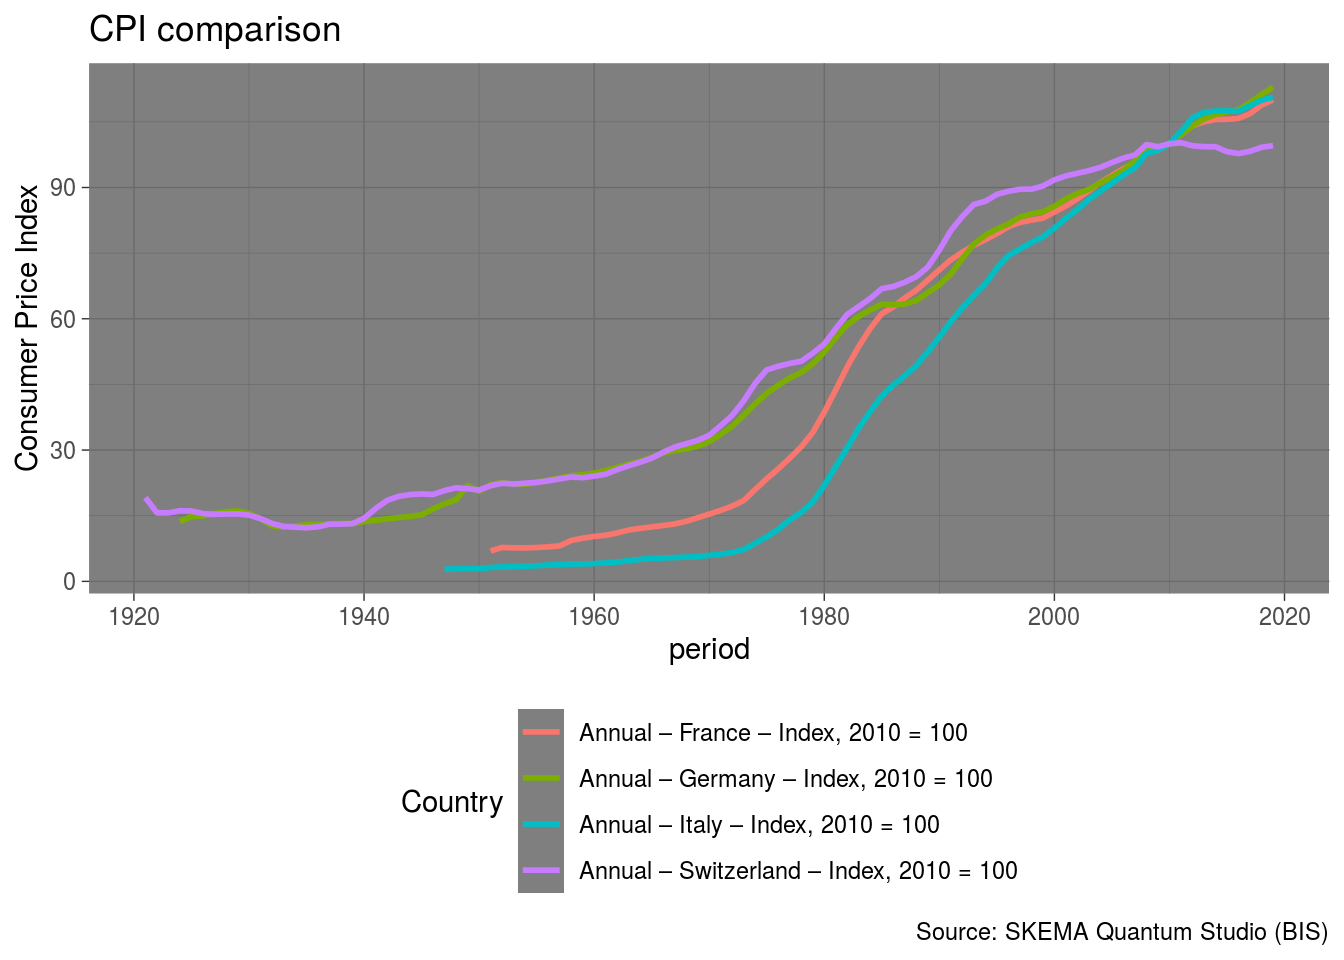 CPI comparison
Consumer Price Index
90
60
30
0
1920 1940 1960 1980 2000 2020
period
Country
Annual – France – Index, 2010 = 100
Annual – Germany – Index, 2010 = 100
Annual – Italy – Index, 2010 = 100
Annual – Switzerland – Index, 2010 = 100
Source: SKEMA Quantum Studio (BIS)